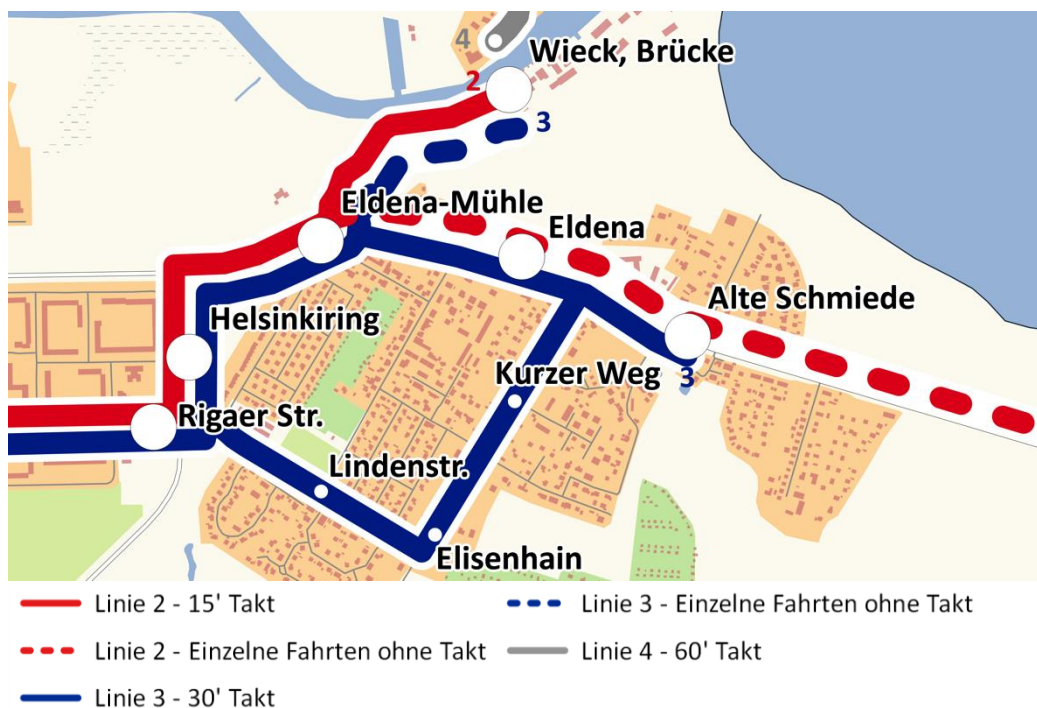 4
Wieck, Brücke
2
3
Eldena-Mühle
Eldena
Alte Schmiede
Helsinkiring
Kurzer Weg
3
Rigaer Str.
Lindenstr.
Elisenhain
Linie 2 - 15' Takt
Linie 3 - Einzelne Fahrten ohne Takt
Linie 2 - Einzelne Fahrten ohne Takt
Linie 4 - 60' Takt
Linie 3 - 30' Takt